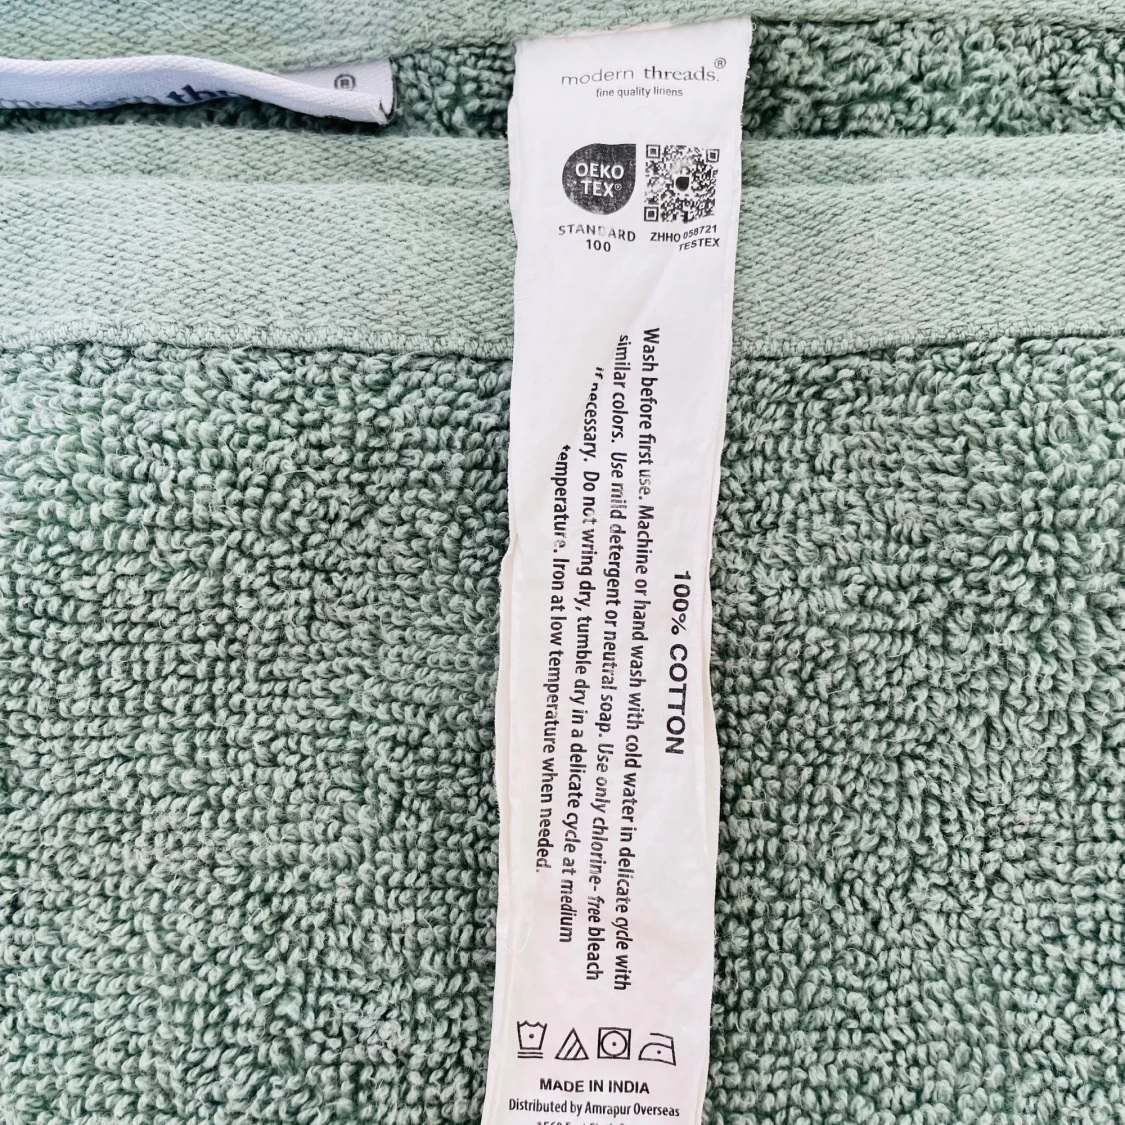 threads.
®
modern threads.®
fine quality linens
OEKO
TEX®
STANDARD
100
ZHHO 058721
TESTEX
100% COTTON
Wash before first use. Machine or hand wash with cold water in delicate cycle with
similar colors. Use mild detergent or neutral soap. Use only chlorine- free bleach
if necessary. Do not wring dry, tumble dry in a delicate cycle at medium
temperature. Iron at low temperature when needed.
MADE IN INDIA
Distributed by Amrapur Overseas